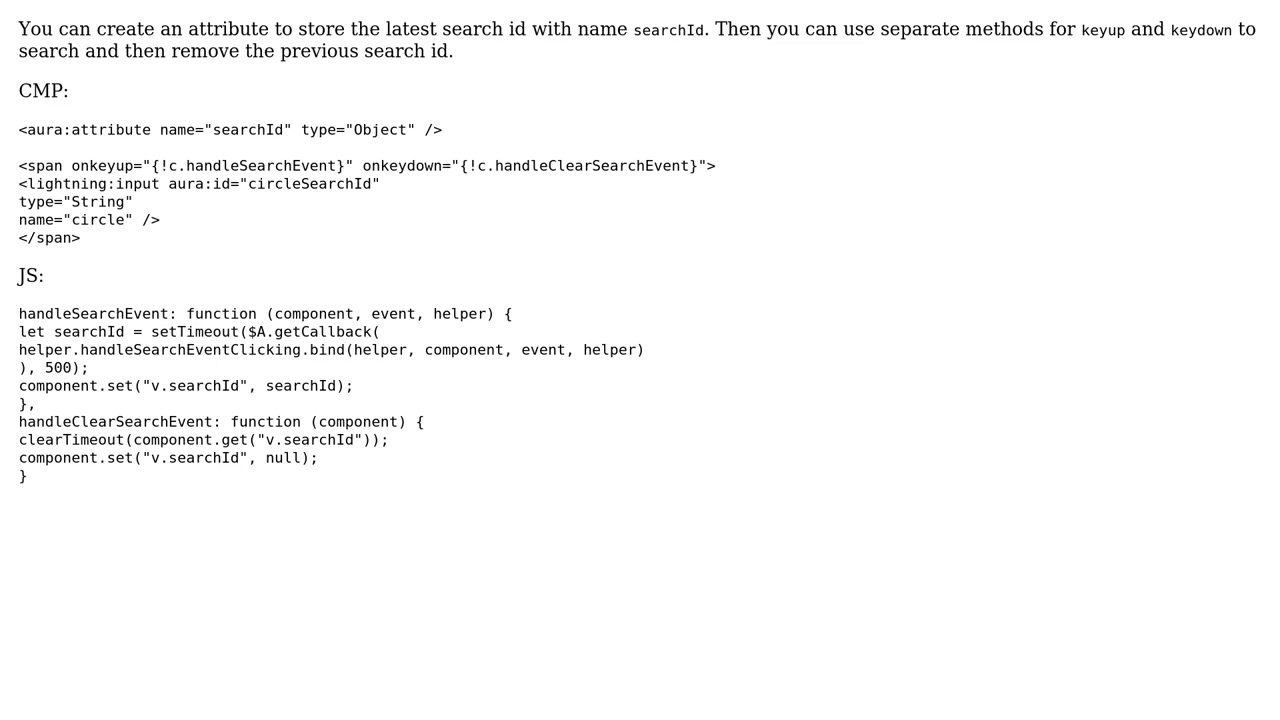 You can create an attribute to store the latest search id with name searchId. Then you can use separate methods for keyup and keydown to
search and then remove the previous search id.
CMP:
<aura:attribute name="searchId" type="Object" />
<span onkeyup="{!c.handleSearchEvent}" onkeydown="{!c.handleClearSearchEvent}">
<lightning:input aura:id="circleSearchId"
type="String"
name="circle" />
</span>
JS:
handleSearchEvent: function (component, event, helper) {
let searchId = setTimeout($A.getCallback(
helper.handleSearchEventClicking.bind(helper, component, event, helper)
), 500);
component.set("v.searchId", searchId);
},
handleClearSearchEvent: function (component) {
clearTimeout(component.get("v.searchId"));
component.set("v.searchId", null);
}